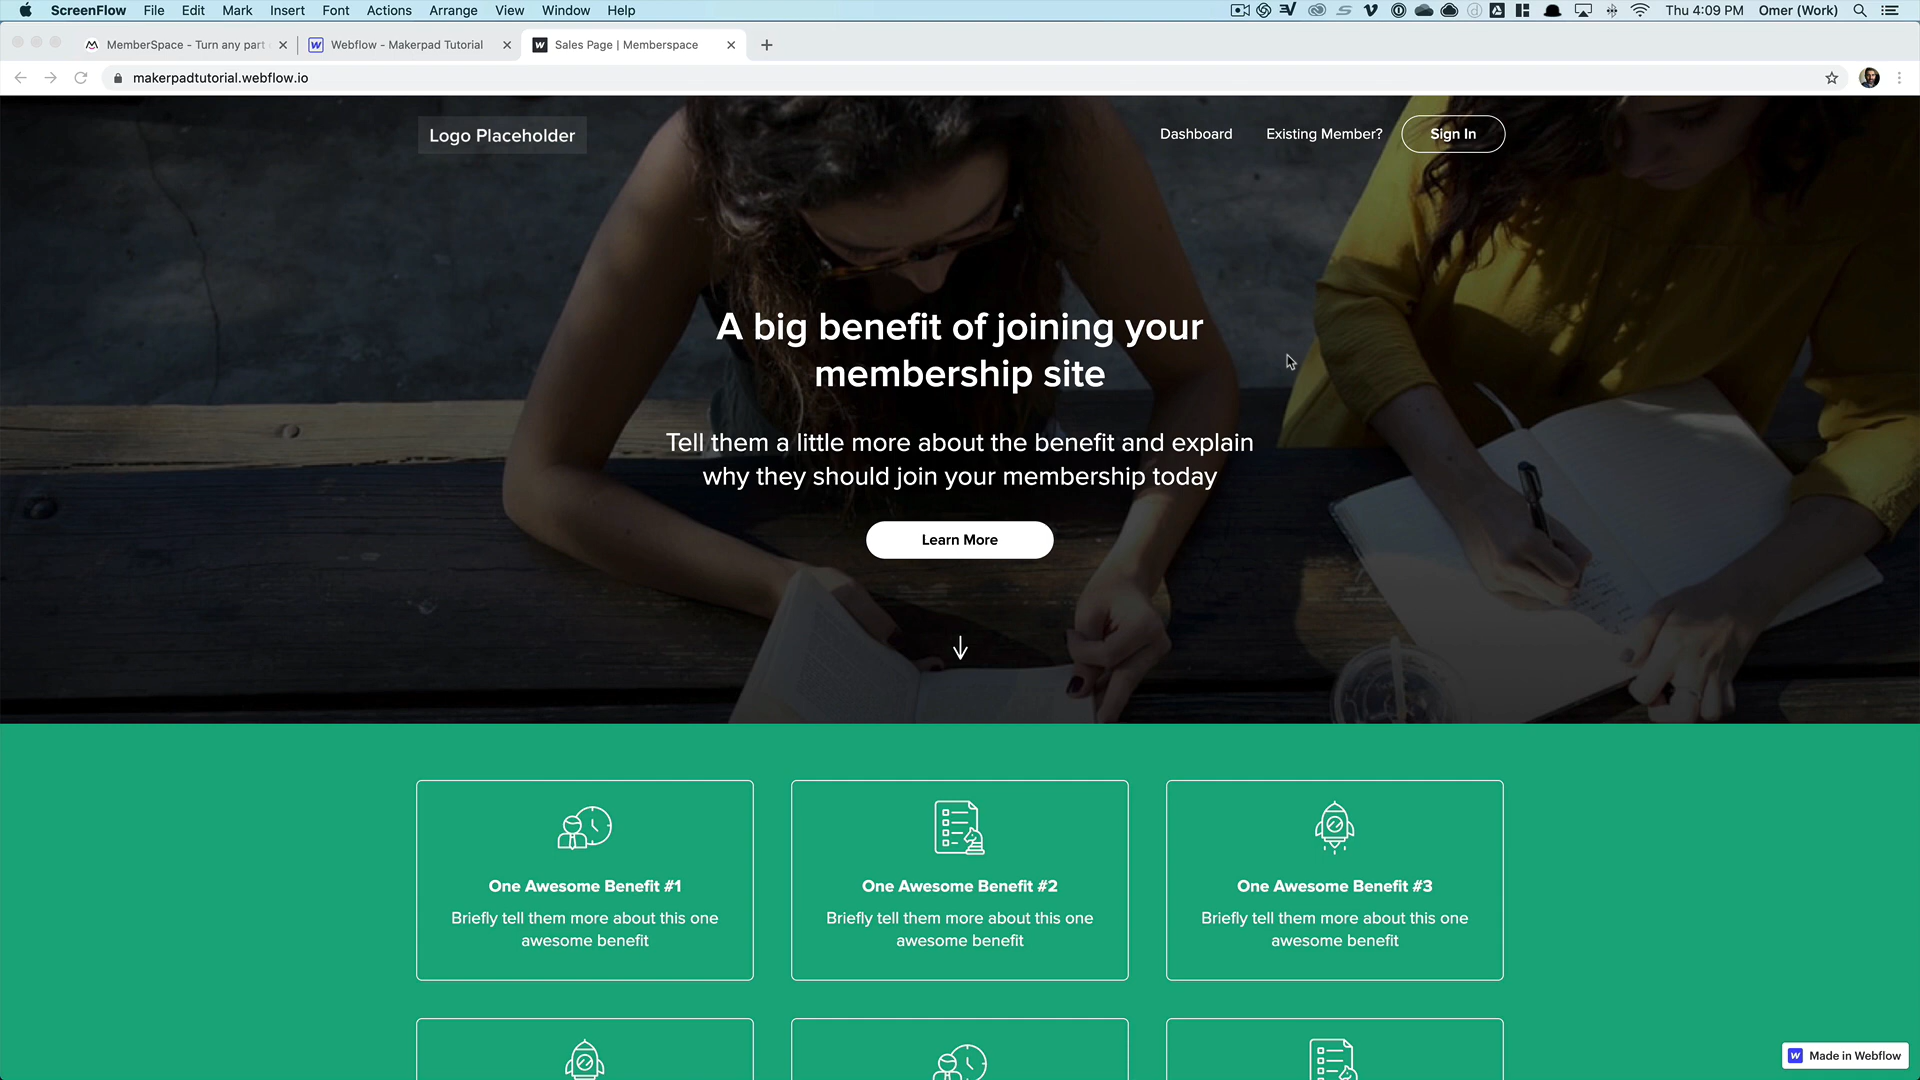 ScreenFlow File Edit Mark Insert Font Actions Arrange View Window Help Thu 4:09 PM Omer (Work)
MemberSpace - Turn any part
Webflow - Makerpad Tutorial
Sales Page | Memberspace
makerpadtutorial.webflow.io
Logo Placeholder
Dashboard Existing Member? Sign In
A big benefit of joining your
membership site
Tell them a little more about the benefit and explain
why they should join your membership today
Learn More
One Awesome Benefit #1
Briefly tell them more about this one
awesome benefit
One Awesome Benefit #2
Briefly tell them more about this one
awesome benefit
One Awesome Benefit #3
Briefly tell them more about this one
awesome benefit
Made in Webflow